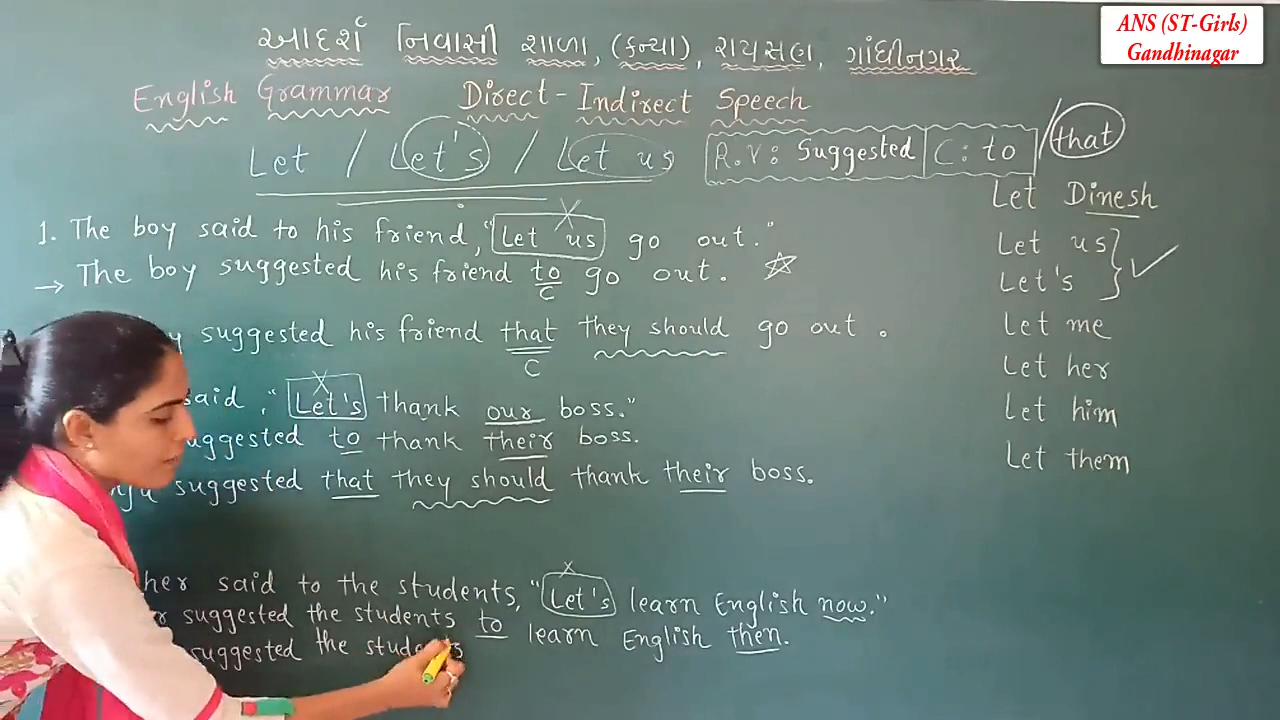 ANS (ST-Girls)
Gandhinagar
આદર્શ નિવાસી શાળા, (કન્યા), રાયસણ, ગાંધીનગર
English Grammar Direct - Indirect Speech
Let / Let's / Let us R.V: Suggested C: to / that
1. The boy said to his friend, "Let us go out."
→ The boy suggested his friend to go out.
C
suggested his friend that they should go out.
C
said, "Let's thank our boss."
suggested to thank their boss.
suggested that they should thank their boss.
said to the students, "Let's learn English now."
suggested the students to learn English then.
suggested the students
Let Dinesh
Let us
Let's
Let me
Let her
Let him
Let them